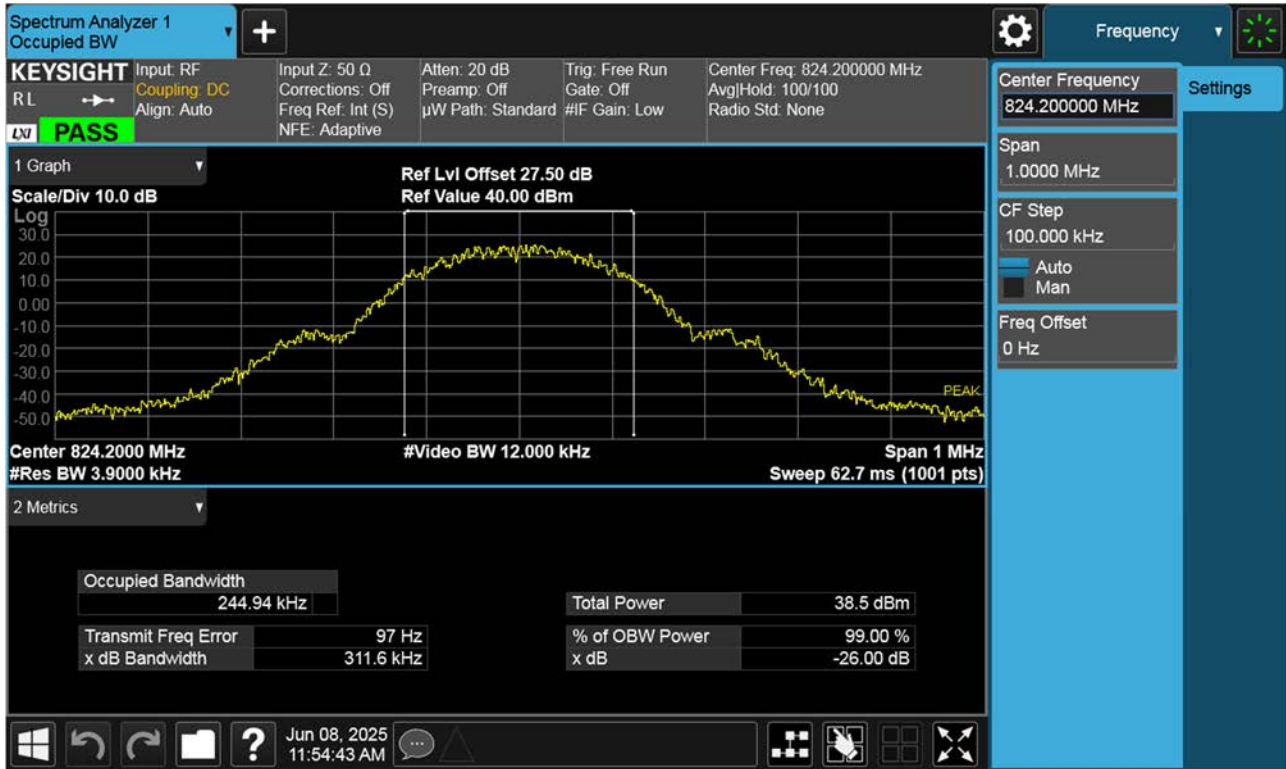 Spectrum Analyzer 1
Occupied BW
+
Frequency
KEYSIGHT
RL
LXI
PASS
Input: RF
Coupling: DC
Align: Auto
Input Z: 50 Ω
Corrections: Off
Freq Ref: Int (S)
NFE: Adaptive
Atten: 20 dB
Preamp: Off
µW Path: Standard
Trig: Free Run
Gate: Off
#IF Gain: Low
Center Freq: 824.200000 MHz
Avg|Hold: 100/100
Radio Std: None
Center Frequency
824.200000 MHz
Settings
Span
1.0000 MHz
CF Step
100.000 kHz
Auto
Man
Freq Offset
0 Hz
1 Graph
Scale/Div 10.0 dB
Ref Lvl Offset 27.50 dB
Ref Value 40.00 dBm
Log
30.0
20.0
10.0
0.00
-10.0
-20.0
-30.0
-40.0
-50.0
PEAK
Center 824.2000 MHz
#Video BW 12.000 kHz
Span 1 MHz
#Res BW 3.9000 kHz
Sweep 62.7 ms (1001 pts)
2 Metrics
Occupied Bandwidth
244.94 kHz
Total Power 38.5 dBm
Transmit Freq Error 97 Hz
% of OBW Power 99.00 %
x dB Bandwidth 311.6 kHz
x dB -26.00 dB
?
Jun 08, 2025
11:54:43 AM